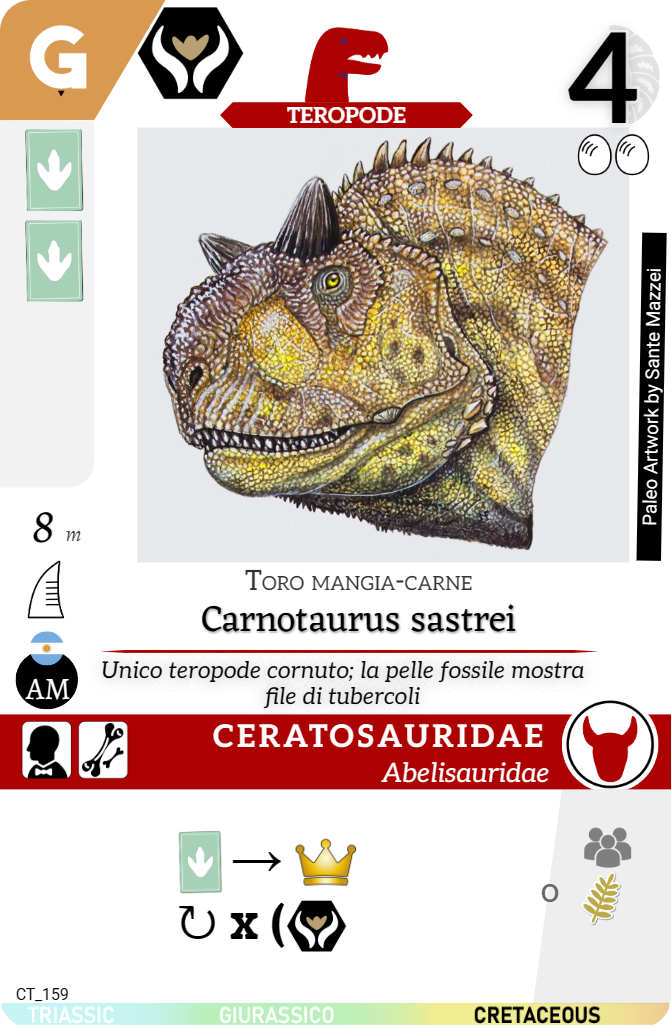 G
4
TEROPODE
Paleo Artwork by Sante Mazzei
8 m
TORO MANGIA-CARNE
Carnotaurus sastrei
AM
Unico teropode cornuto; la pelle fossile mostra
file di tubercoli
CERATOSAURIDAE
Abelisauridae
→
O
↻ x (
CT_159
TRIASSIC GIURASSICO CRETACEOUS